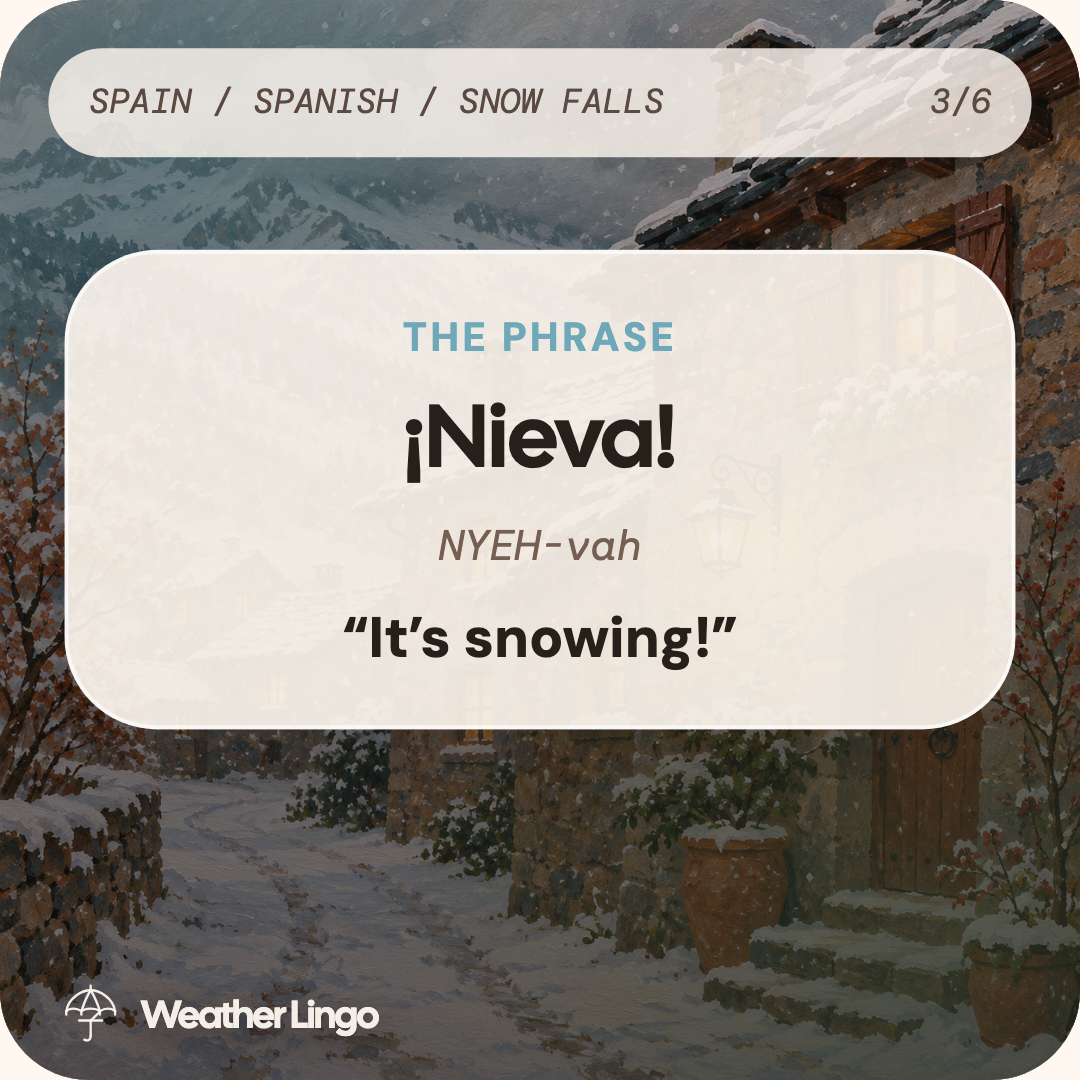 SPAIN / SPANISH / SNOW FALLS 3/6
THE PHRASE
¡Nieva!
NYEH-vah
“It’s snowing!”
Weather Lingo